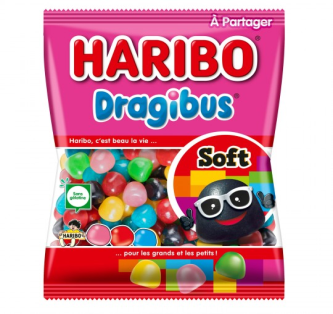 À Partager
HARIBO
Dragibus®
Haribo, c'est beau la vie ...
Soft
Sans
gélatine
HARIBO
... pour les grands et les petits !